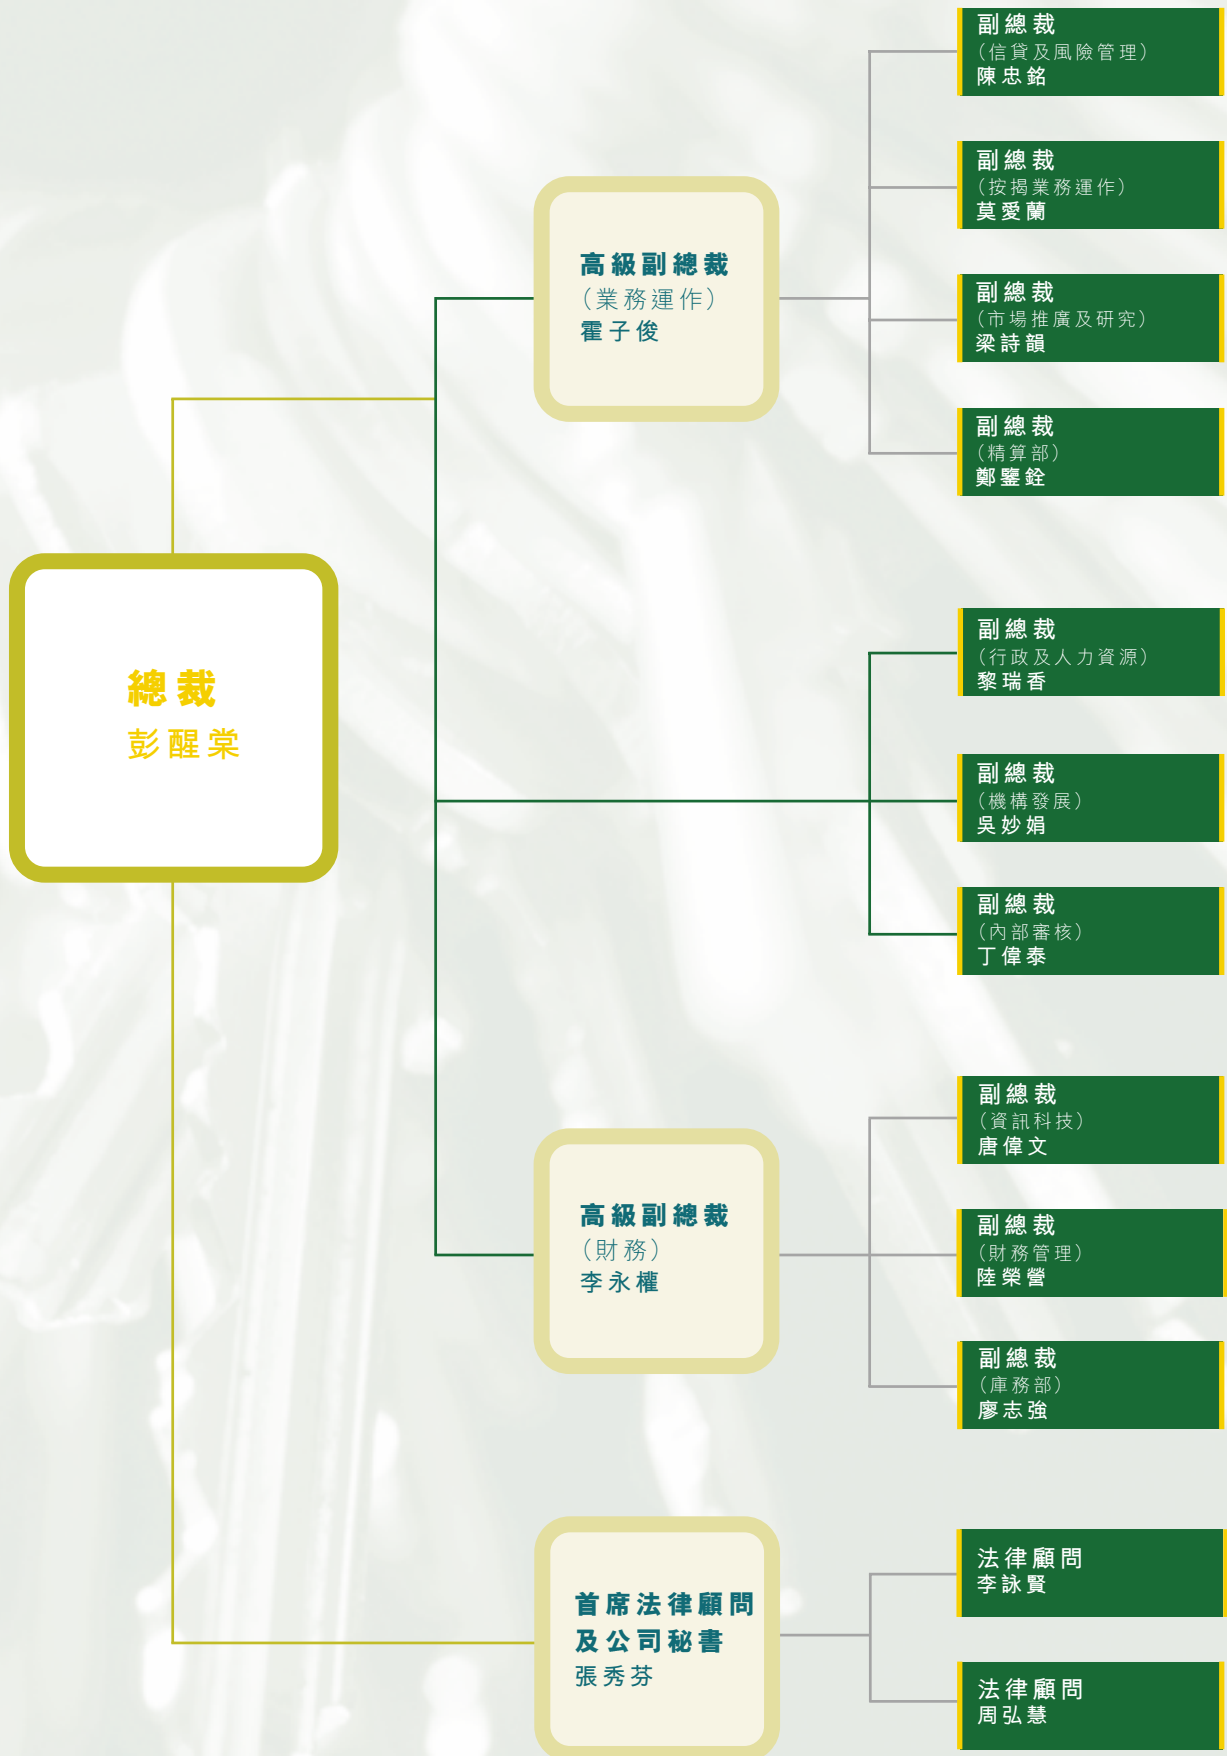 總裁
彭醒棠
高級副總裁
（業務運作）
霍子俊
副總裁
（信貸及風險管理）
陳忠銘
副總裁
（按揭業務運作）
莫愛蘭
副總裁
（市場推廣及研究）
梁詩韻
副總裁
（精算部）
鄭鑒銓
副總裁
（行政及人力資源）
黎瑞香
副總裁
（機構發展）
吳妙娟
副總裁
（內部審核）
丁偉泰
高級副總裁
（財務）
李永權
副總裁
（資訊科技）
唐偉文
副總裁
（財務管理）
陸榮營
副總裁
（庫務部）
廖志強
首席法律顧問
及公司秘書
張秀芬
法律顧問
李詠賢
法律顧問
周弘慧